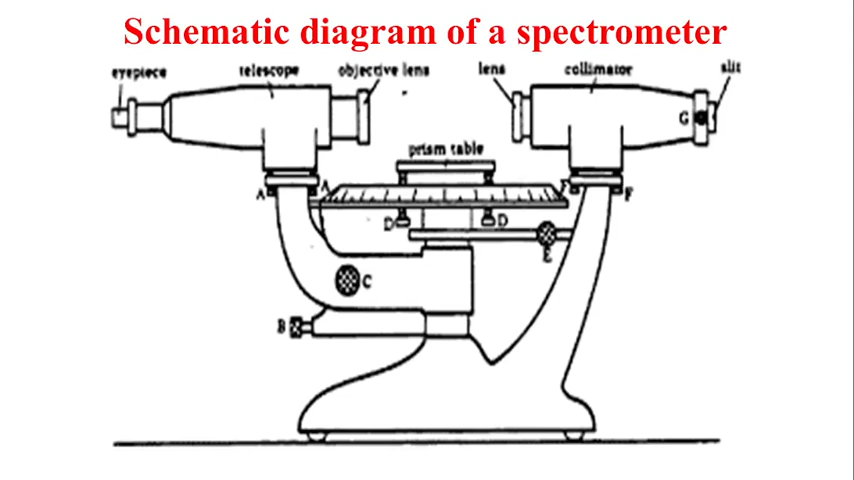 Schematic diagram of a spectrometer
eyepiece telescope objective lens lens collimator slit
G
prism table
A A F F
D D
E
C
B